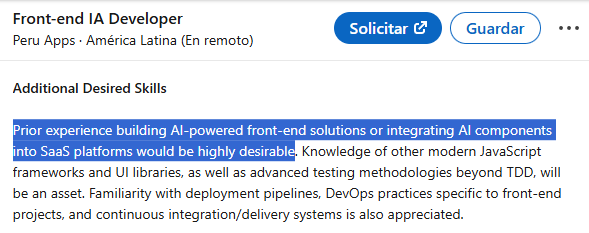 Front-end IA Developer
Peru Apps · América Latina (En remoto)
Solicitar
Guardar
Additional Desired Skills
Prior experience building AI-powered front-end solutions or integrating AI components
into SaaS platforms would be highly desirable. Knowledge of other modern JavaScript
frameworks and UI libraries, as well as advanced testing methodologies beyond TDD, will
be an asset. Familiarity with deployment pipelines, DevOps practices specific to front-end
projects, and continuous integration/delivery systems is also appreciated.